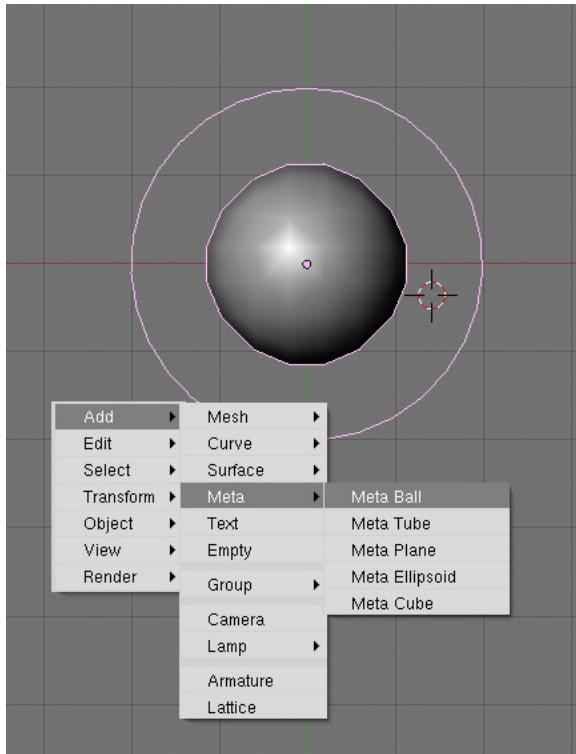 Add
Edit
Select
Transform
Object
View
Render
Mesh
Curve
Surface
Meta
Text
Empty
Group
Camera
Lamp
Armature
Lattice
Meta Ball
Meta Tube
Meta Plane
Meta Ellipsoid
Meta Cube